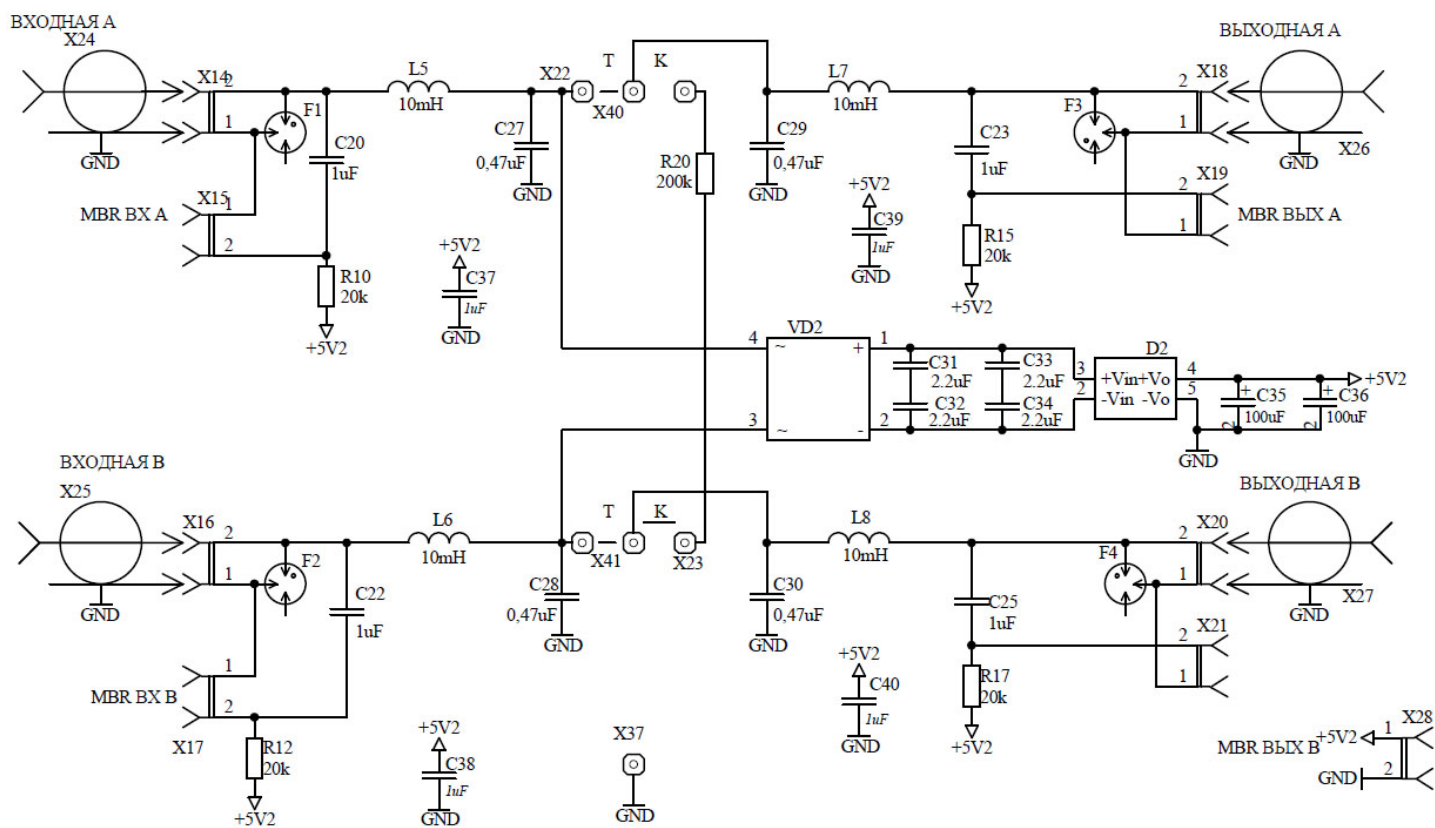 ВХОДНАЯ А
X24
X14
2
1
GND
F1
C20
1uF
X15
1
MBR ВХ А
2
R10
20k
+5V2
L5
10mH
X22
T
K
X40
C27
0,47uF
GND
R20
200k
+5V2
C37
1uF
GND
L7
10mH
C29
0,47uF
GND
C23
1uF
+5V2
C39
1uF
GND
R15
20k
+5V2
F3
ВЫХОДНАЯ А
2
X18
1
GND
X26
X19
2
MBR ВЫХ А
1
VD2
4
~
+
1
3
~
-
2
C31
2.2uF
C32
2.2uF
C33
2.2uF
C34
2.2uF
D2
3
+Vin+Vo
4
2
-Vin -Vo
5
+
C35
100uF
2
+
C36
100uF
2
+5V2
GND
ВХОДНАЯ В
X25
X16
2
1
GND
F2
C22
1uF
1
MBR ВХ В
2
X17
R12
20k
+5V2
L6
10mH
T
K
X41
X23
C28
0,47uF
GND
+5V2
C38
1uF
GND
X37
GND
L8
10mH
C30
0,47uF
GND
C25
1uF
+5V2
C40
1uF
GND
R17
20k
+5V2
F4
ВЫХОДНАЯ В
2
X20
1
GND
X27
X21
2
1
MBR ВЫХ В
+5V2
1
X28
GND
2